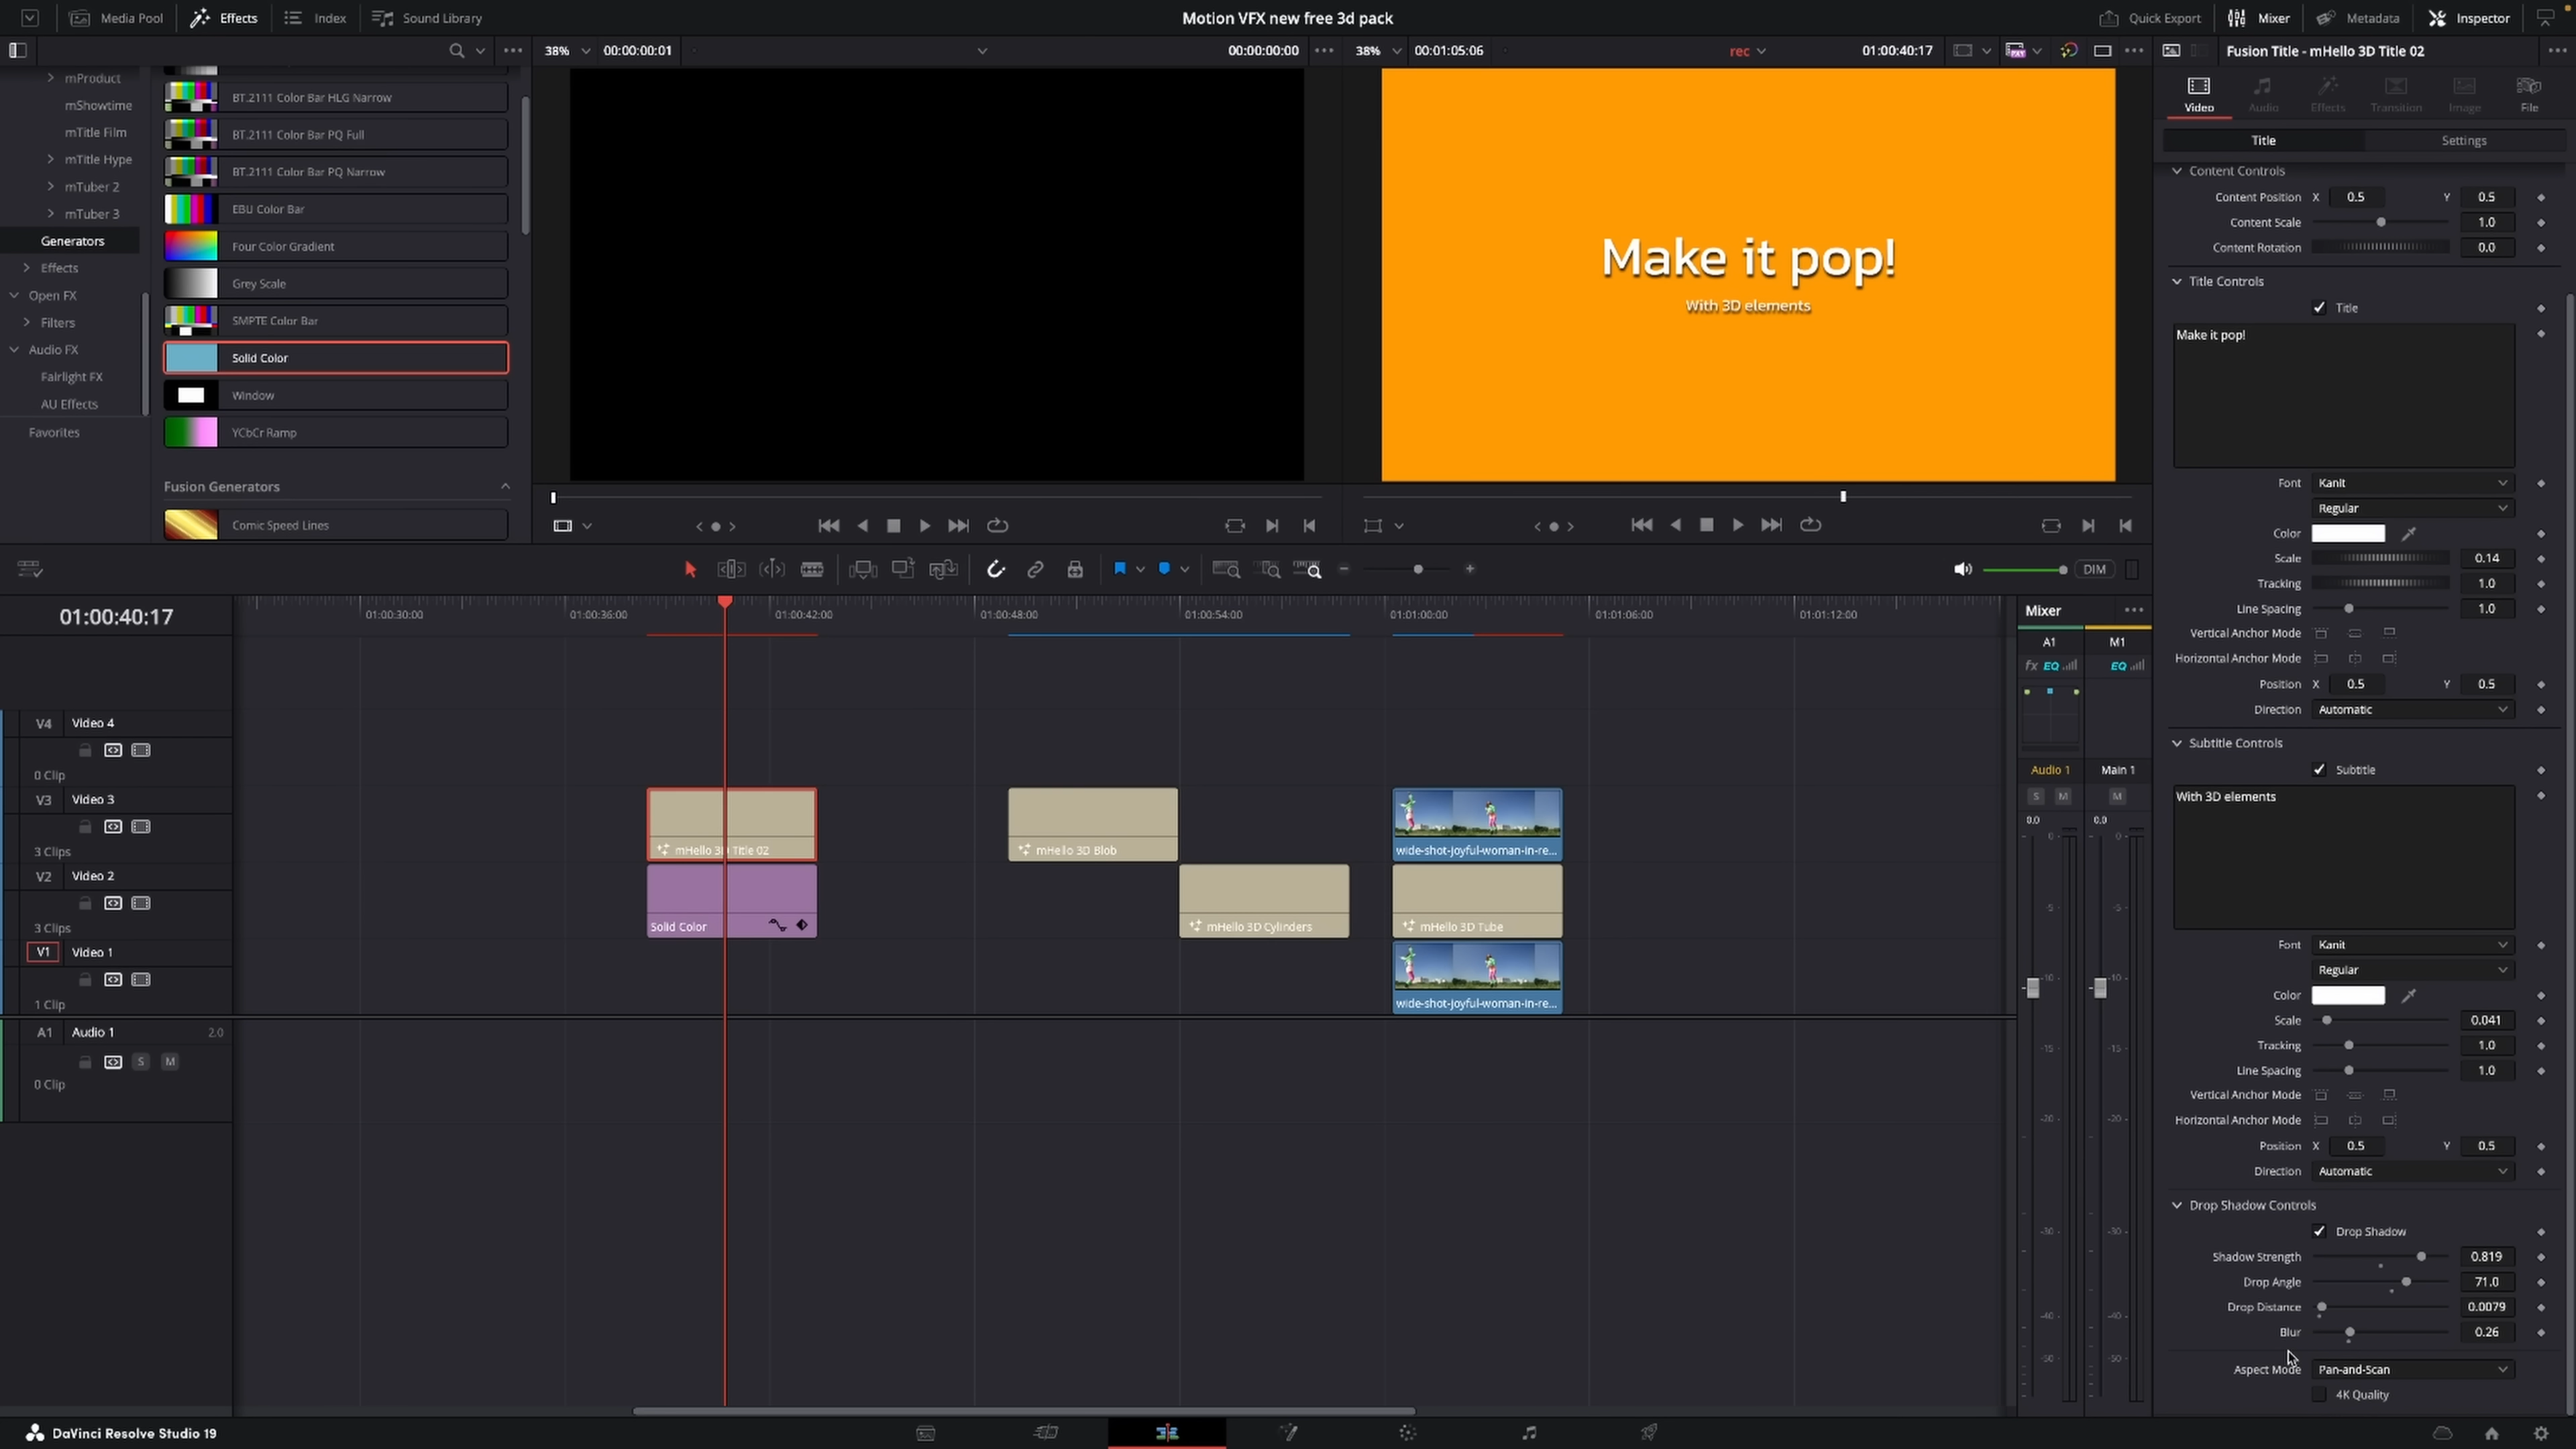 Media Pool Effects Index Sound Library Motion VFX new free 3d pack Quick Export Mixer Metadata Inspector
38% 00:00:00:01 00:00:00:00 38% 00:01:05:06 rec 01:00:40:17 Fusion Title - mHello 3D Title 02
Video Audio Effects Transition Image File
Title Settings
mProduct
mShowtime
mTitle Film
mTitle Hype
mTuber 2
mTuber 3
Generators
Effects
Open FX
Filters
Audio FX
Fairlight FX
AU Effects
Favorites
BT.2111 Color Bar HLG Narrow
BT.2111 Color Bar PQ Full
BT.2111 Color Bar PQ Narrow
EBU Color Bar
Four Color Gradient
Grey Scale
SMPTE Color Bar
Solid Color
Window
YCbCr Ramp
Fusion Generators
Comic Speed Lines
Make it pop!
With 3D elements
Content Controls
Content Position X 0.5 Y 0.5
Content Scale 1.0
Content Rotation 0.0
Title Controls
Title
Make it pop!
Font Kanit
Regular
Color
Scale 0.14
Tracking 1.0
Line Spacing 1.0
Vertical Anchor Mode
Horizontal Anchor Mode
Position X 0.5 Y 0.5
Direction Automatic
Subtitle Controls
Subtitle
With 3D elements
Font Kanit
Regular
Color
Scale 0.041
Tracking 1.0
Line Spacing 1.0
Vertical Anchor Mode
Horizontal Anchor Mode
Position X 0.5 Y 0.5
Direction Automatic
Drop Shadow Controls
Drop Shadow
Shadow Strength 0.819
Drop Angle 71.0
Drop Distance 0.0079
Blur 0.26
Aspect Mode Pan-and-Scan
4K Quality
DIM
01:00:40:17
01:00:30:00 01:00:36:00 01:00:42:00 01:00:48:00 01:00:54:00 01:01:00:00 01:01:06:00 01:01:12:00
V4 Video 4
0 Clip
V3 Video 3
3 Clips
V2 Video 2
3 Clips
V1 Video 1
1 Clip
A1 Audio 1 2.0
S M
0 Clip
mHello 3D Title 02 mHello 3D Blob wide-shot-joyful-woman-in-re...
Solid Color mHello 3D Cylinders mHello 3D Tube
wide-shot-joyful-woman-in-re...
Mixer
A1 M1
fx EQ EQ
Audio 1 Main 1
S M M
0.0 0.0
0 0
-5 -5
-10 -10
-15 -15
-20 -20
-30 -30
-40 -40
-50 -50
DaVinci Resolve Studio 19